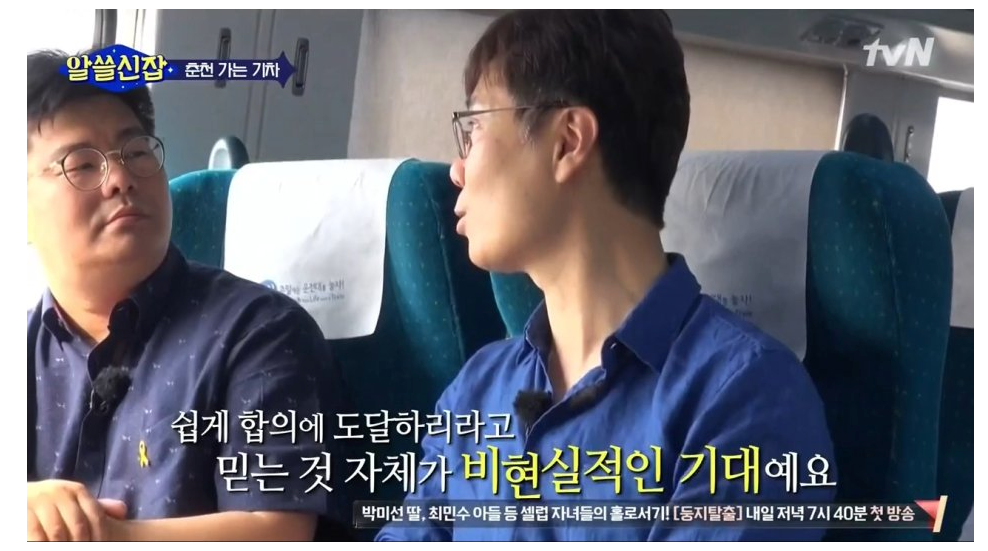 알쓸신잡 춘천 가는 기차
tvN
쉽게 합의에 도달하리라고
믿는 것 자체가 비현실적인 기대예요
박미선 딸, 최민수 아들 등 셀럽 자녀들의 홀로서기! [둥지탈출] 내일 저녁 7시 40분 첫 방송